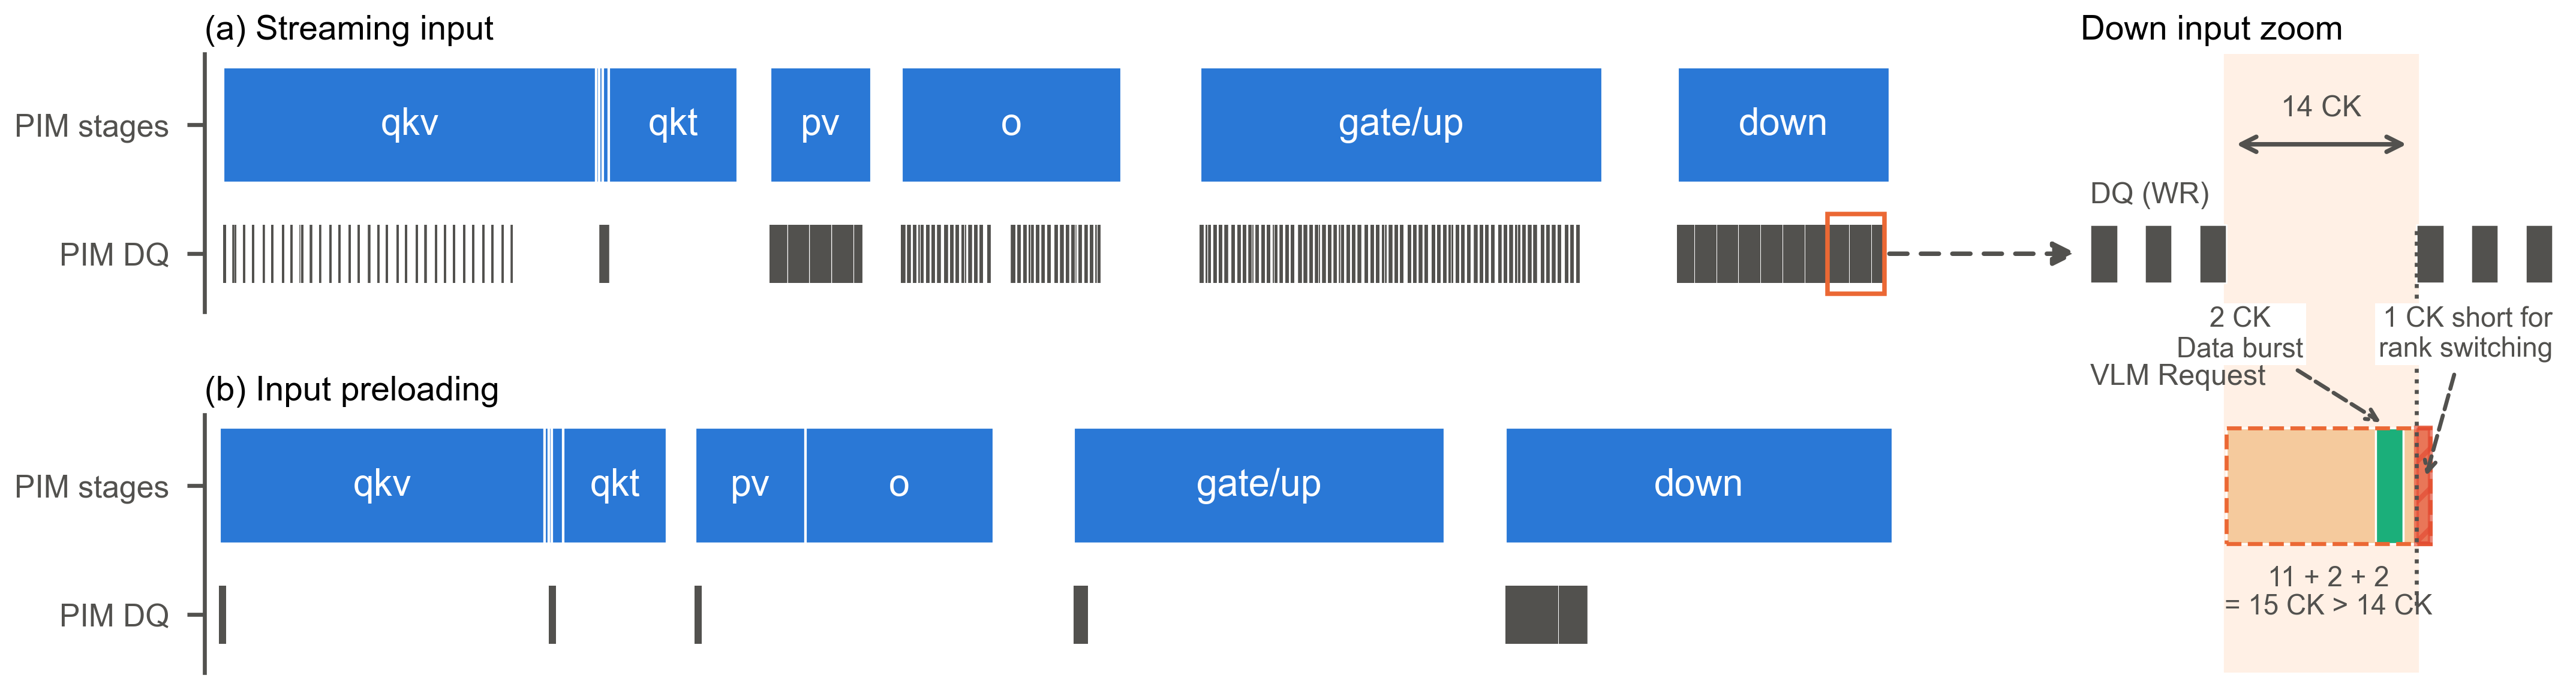 (a) Streaming input
PIM stages
qkv
qkt
pv
o
gate/up
down
PIM DQ
(b) Input preloading
PIM stages
qkv
qkt
pv
o
gate/up
down
PIM DQ
Down input zoom
14 CK
DQ (WR)
2 CK
Data burst
1 CK short for
rank switching
VLM Request
11 + 2 + 2
= 15 CK > 14 CK